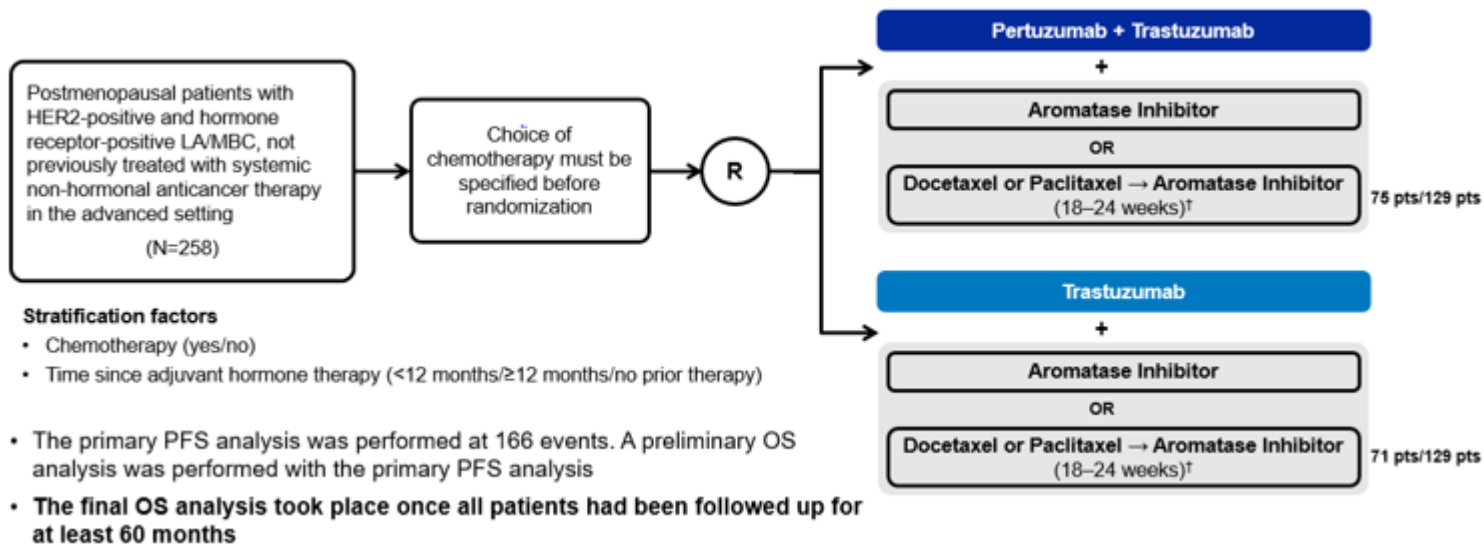 Postmenopausal patients with
HER2-positive and hormone
receptor-positive LA/MBC, not
previously treated with systemic
non-hormonal anticancer therapy
in the advanced setting
(N=258)
Choice of
chemotherapy must be
specified before
randomization
R
Pertuzumab + Trastuzumab
+
Aromatase Inhibitor
OR
Docetaxel or Paclitaxel → Aromatase Inhibitor
(18–24 weeks)†
75 pts/129 pts
Trastuzumab
+
Aromatase Inhibitor
OR
Docetaxel or Paclitaxel → Aromatase Inhibitor
(18–24 weeks)†
71 pts/129 pts
Stratification factors
• Chemotherapy (yes/no)
• Time since adjuvant hormone therapy (<12 months/≥12 months/no prior therapy)
• The primary PFS analysis was performed at 166 events. A preliminary OS
analysis was performed with the primary PFS analysis
• The final OS analysis took place once all patients had been followed up for
at least 60 months